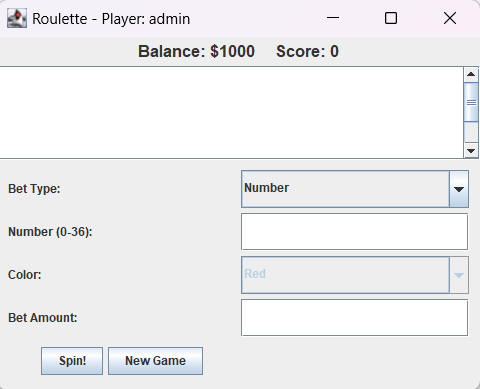 Roulette - Player: admin
Balance: $1000 Score: 0
Bet Type: Number
Number (0-36):
Color: Red
Bet Amount:
Spin! New Game